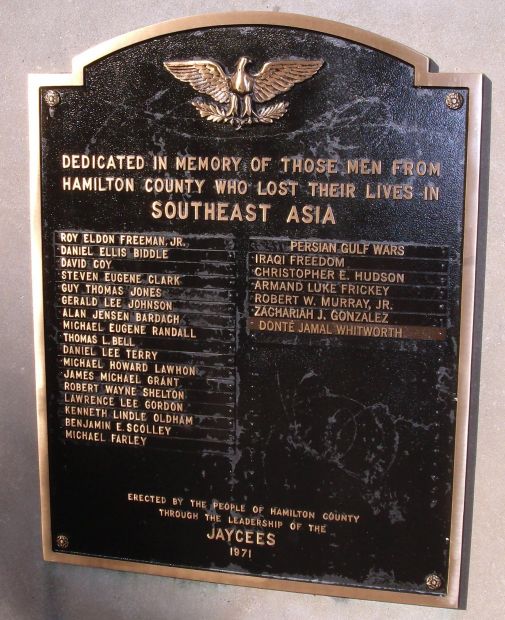 DEDICATED IN MEMORY OF THOSE MEN FROM
HAMILTON COUNTY WHO LOST THEIR LIVES IN
SOUTHEAST ASIA
ROY ELDON FREEMAN, JR.
DANIEL ELLIS BIDDLE
DAVID COY
STEVEN EUGENE CLARK
GUY THOMAS JONES
GERALD LEE JOHNSON
ALAN JENSEN BARDACH
MICHAEL EUGENE RANDALL
THOMAS L. BELL
DANIEL LEE TERRY
MICHAEL HOWARD LAWHON
JAMES MICHAEL GRANT
ROBERT WAYNE SHELTON
LAWRENCE LEE GORDON
KENNETH LINDLE OLDHAM
BENJAMIN E. SCOLLEY
MICHAEL FARLEY
PERSIAN GULF WARS
IRAQI FREEDOM
CHRISTOPHER E. HUDSON
ARMAND LUKE FRICKEY
ROBERT W. MURRAY, JR.
ZACHARIAH J. GONZALEZ
DONTÉ JAMAL WHITWORTH
ERECTED BY THE PEOPLE OF HAMILTON COUNTY
THROUGH THE LEADERSHIP OF THE
JAYCEES
1971